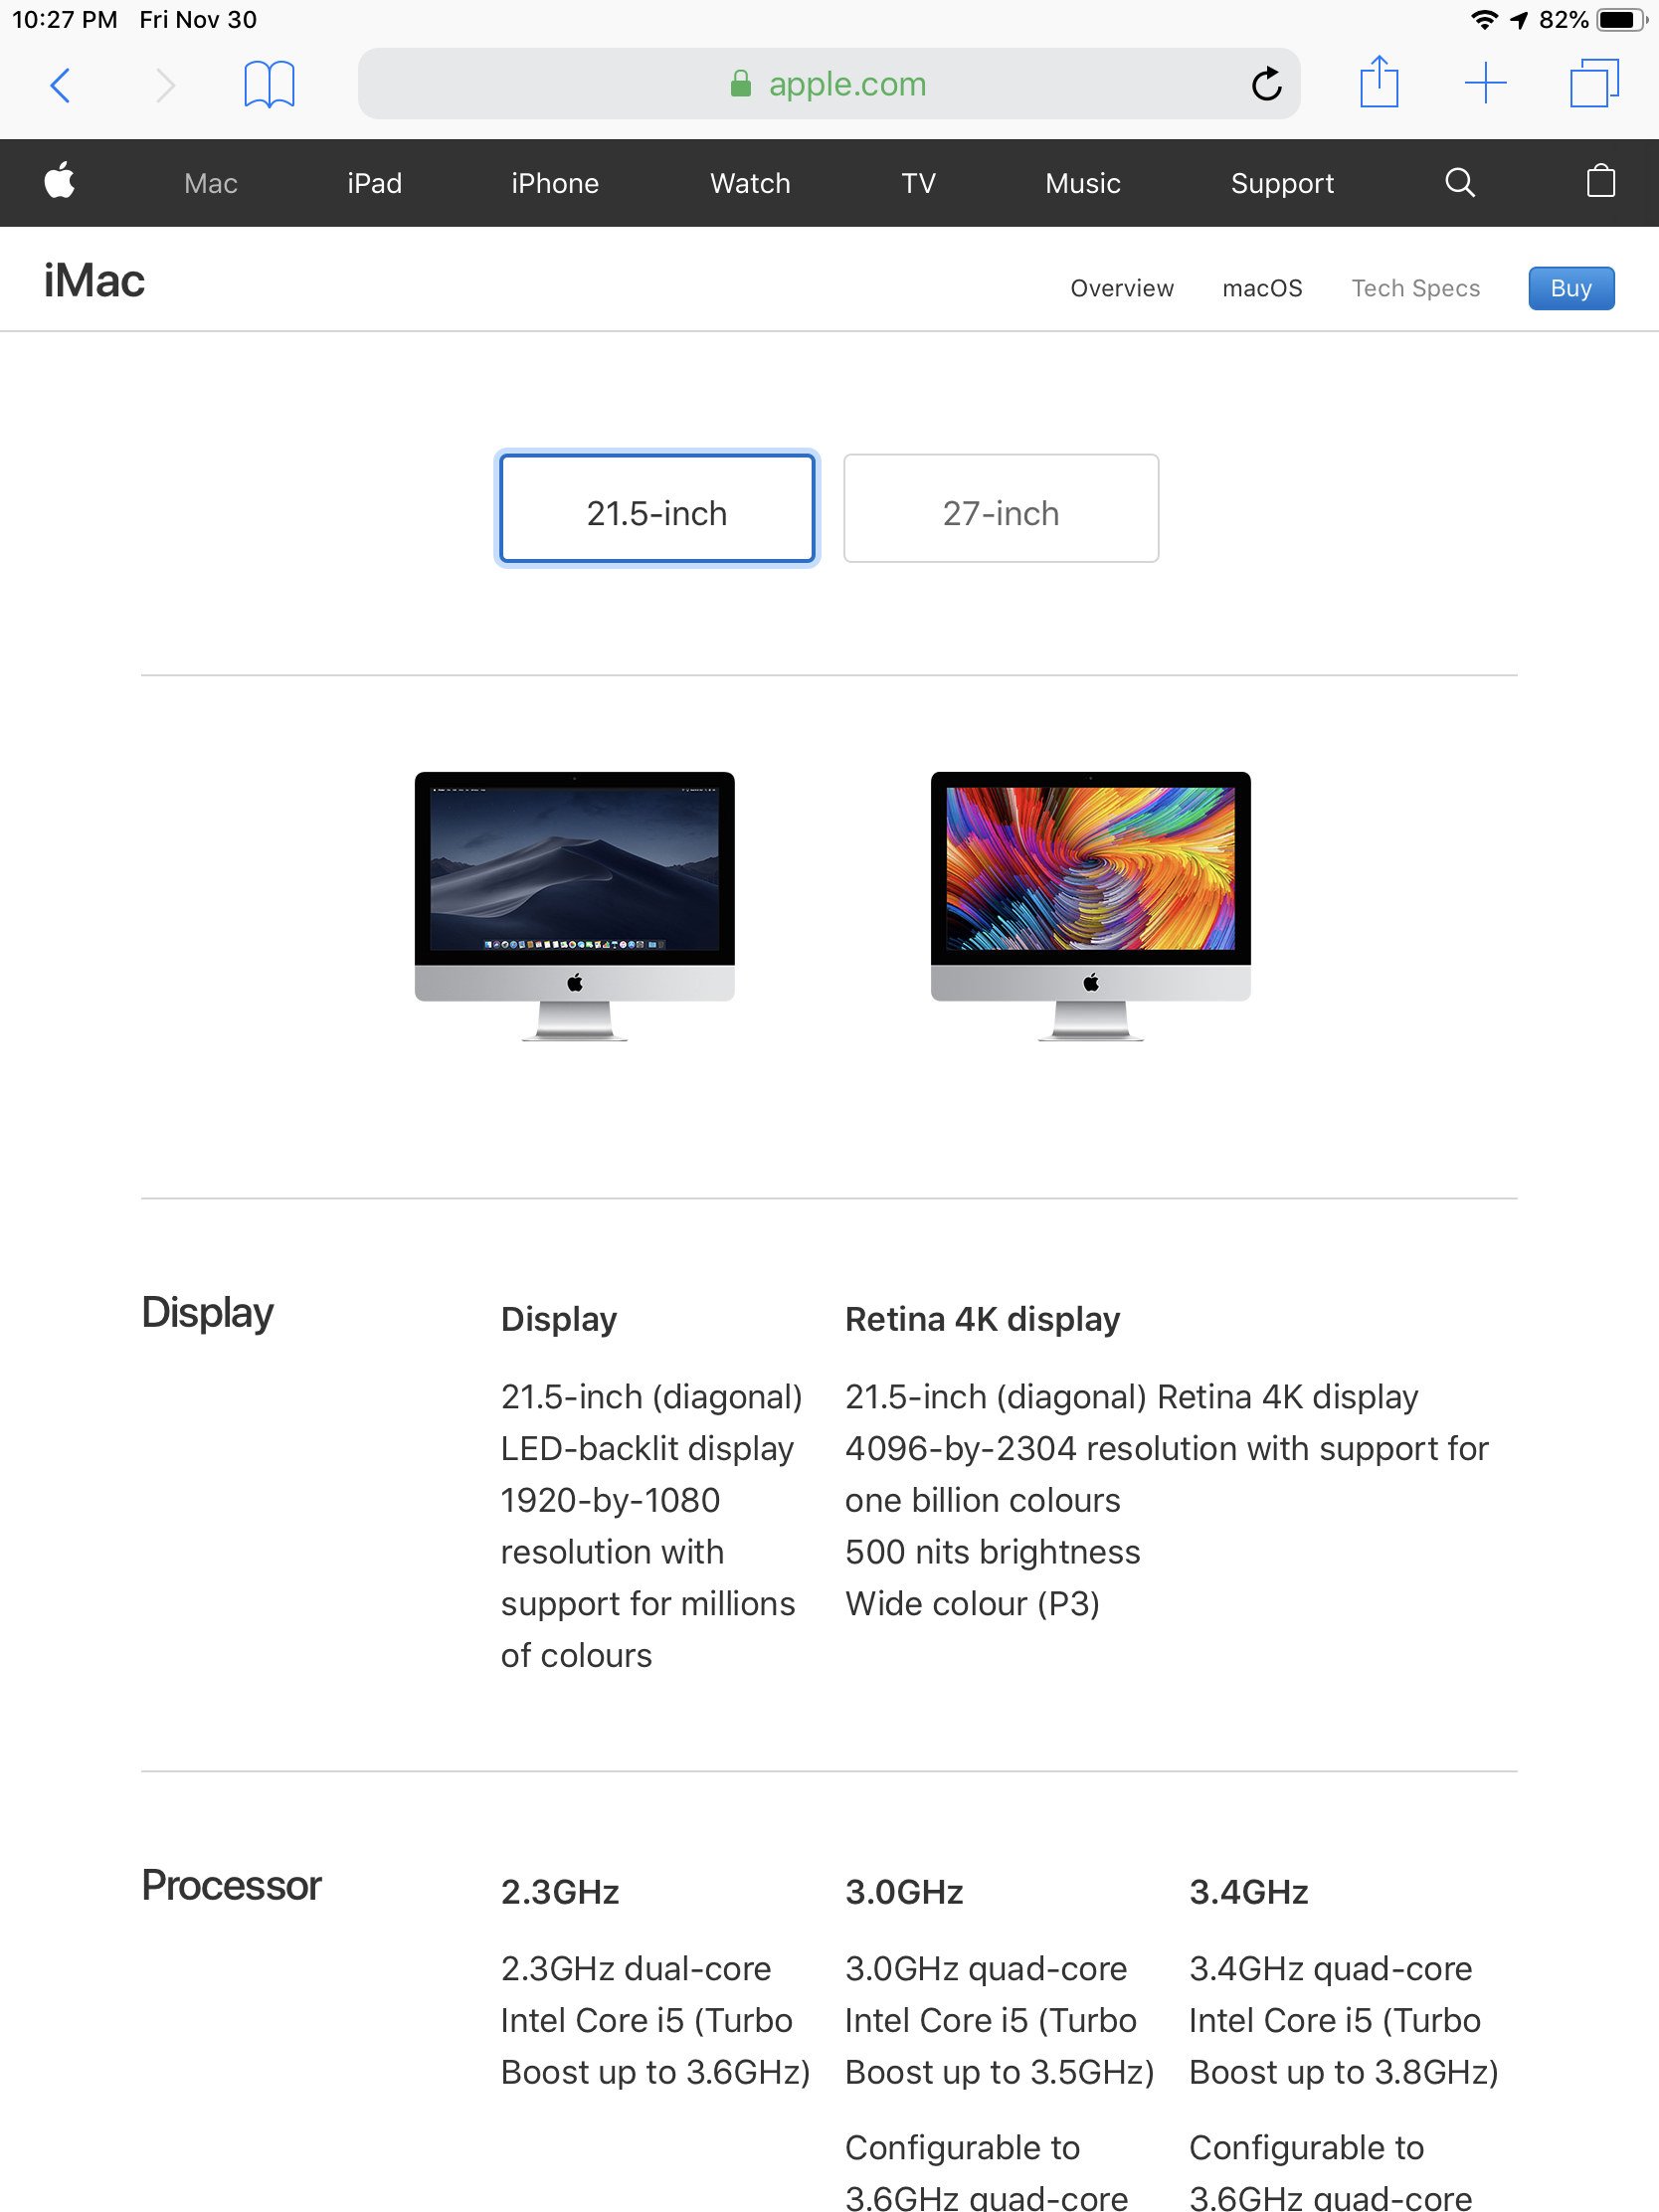 10:27 PM Fri Nov 30 82%
apple.com
Mac iPad iPhone Watch TV Music Support
iMac
Overview macOS Tech Specs Buy
21.5-inch 27-inch
Display
Display
21.5-inch (diagonal)
LED-backlit display
1920-by-1080
resolution with
support for millions
of colours
Retina 4K display
21.5-inch (diagonal) Retina 4K display
4096-by-2304 resolution with support for
one billion colours
500 nits brightness
Wide colour (P3)
Processor
2.3GHz
2.3GHz dual-core
Intel Core i5 (Turbo
Boost up to 3.6GHz)
3.0GHz
3.0GHz quad-core
Intel Core i5 (Turbo
Boost up to 3.5GHz)
Configurable to
3.6GHz quad-core
3.4GHz
3.4GHz quad-core
Intel Core i5 (Turbo
Boost up to 3.8GHz)
Configurable to
3.6GHz quad-core